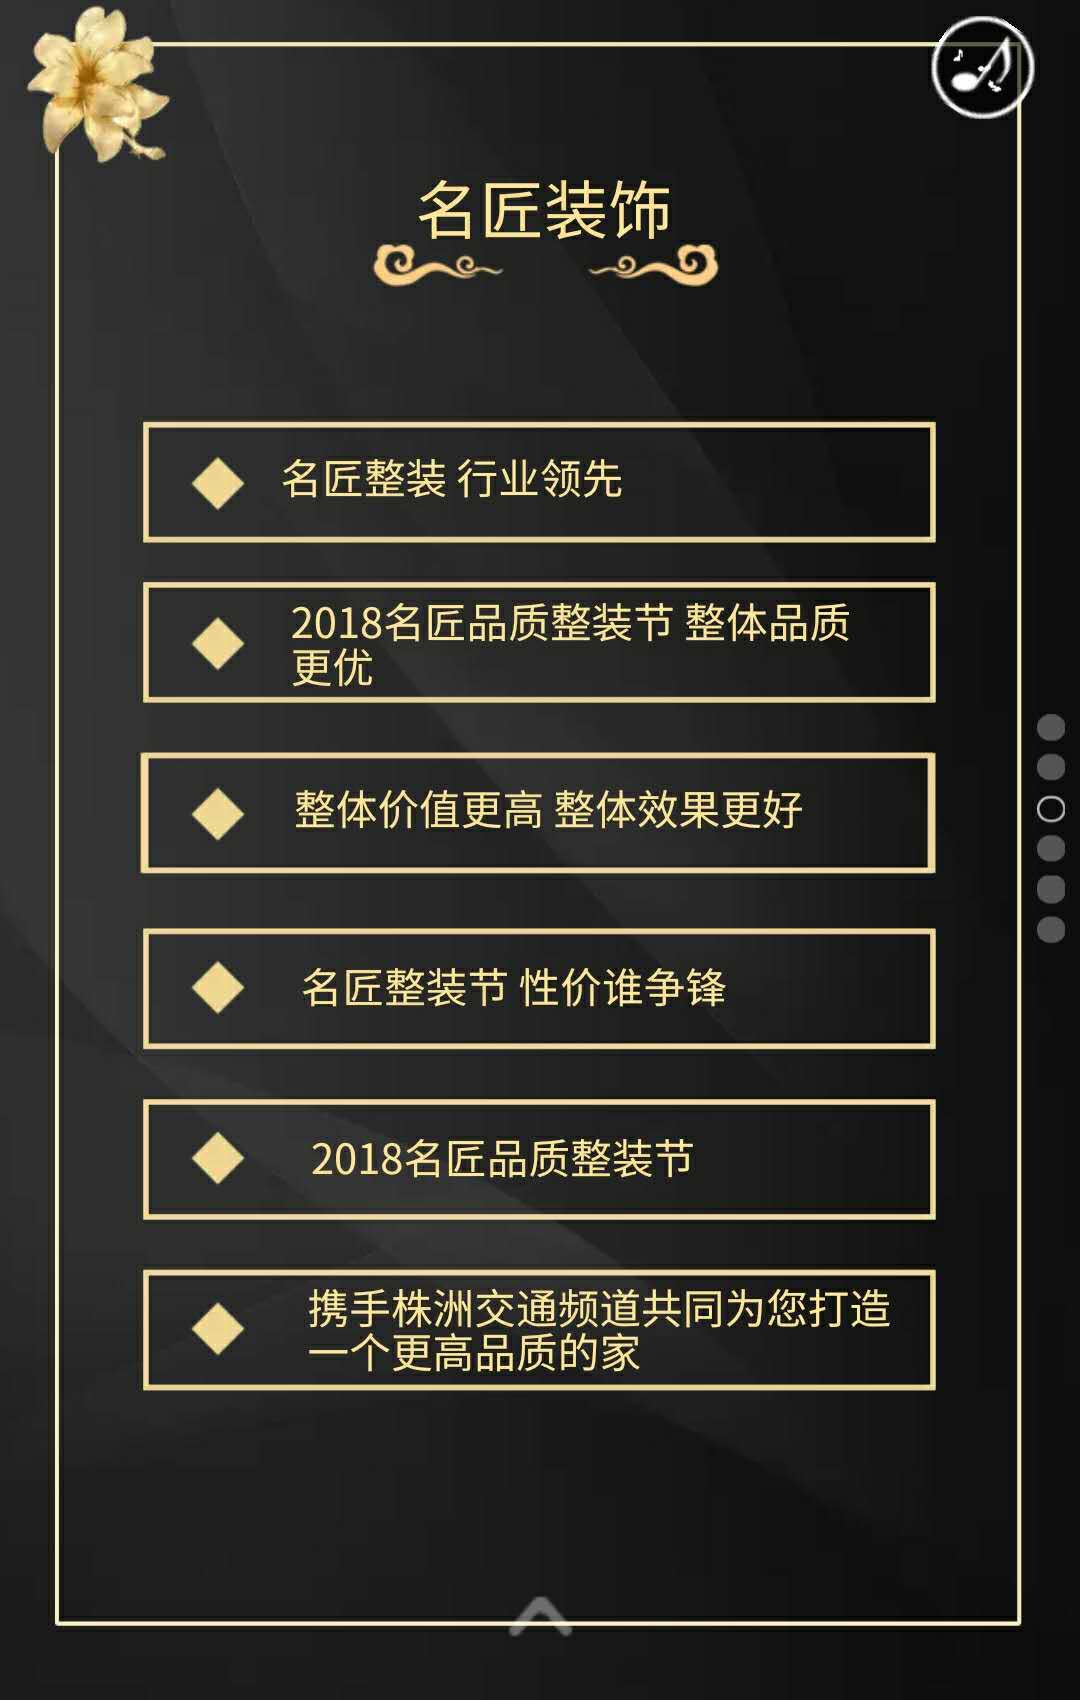 名匠装饰
名匠整装 行业领先
2018名匠品质整装节 整体品质
更优
整体价值更高 整体效果更好
名匠整装节 性价谁争锋
2018名匠品质整装节
携手株洲交通频道共同为您打造
一个更高品质的家